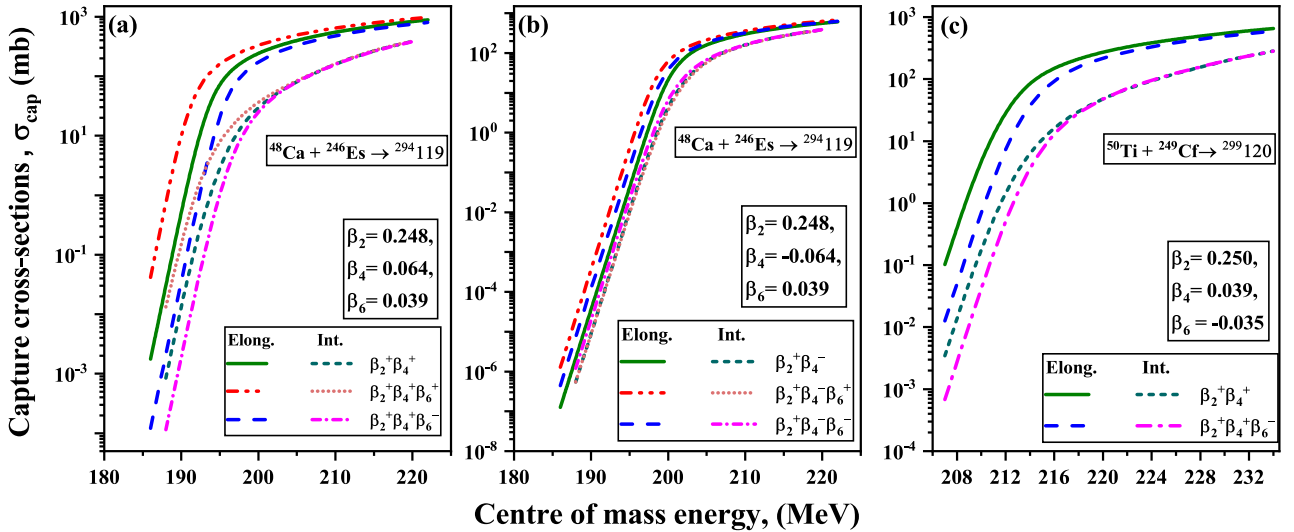 Capture cross-sections , σcap (mb)
(a)
10³
10¹
10⁻¹
10⁻³
⁴⁸Ca + ²⁴⁶Es → ²⁹⁴119
β₂= 0.248,
β₄= 0.064,
β₆= 0.039
Elong. Int.
β₂⁺β₄⁺
β₂⁺β₄⁺β₆⁺
β₂⁺β₄⁺β₆⁻
180 190 200 210 220
(b)
10⁴
10²
10⁰
10⁻²
10⁻⁴
10⁻⁶
10⁻⁸
⁴⁸Ca + ²⁴⁶Es → ²⁹⁴119
β₂= 0.248,
β₄= -0.064,
β₆= 0.039
Elong. Int.
β₂⁺β₄⁻
β₂⁺β₄⁻β₆⁺
β₂⁺β₄⁻β₆⁻
180 190 200 210 220
(c)
10³
10²
10¹
10⁰
10⁻¹
10⁻²
10⁻³
10⁻⁴
⁵⁰Ti + ²⁴⁹Cf→ ²⁹⁹120
β₂= 0.250,
β₄= 0.039,
β₆ = -0.035
Elong. Int.
β₂⁺β₄⁺
β₂⁺β₄⁺β₆⁻
208 212 216 220 224 228 232
Centre of mass energy, (MeV)